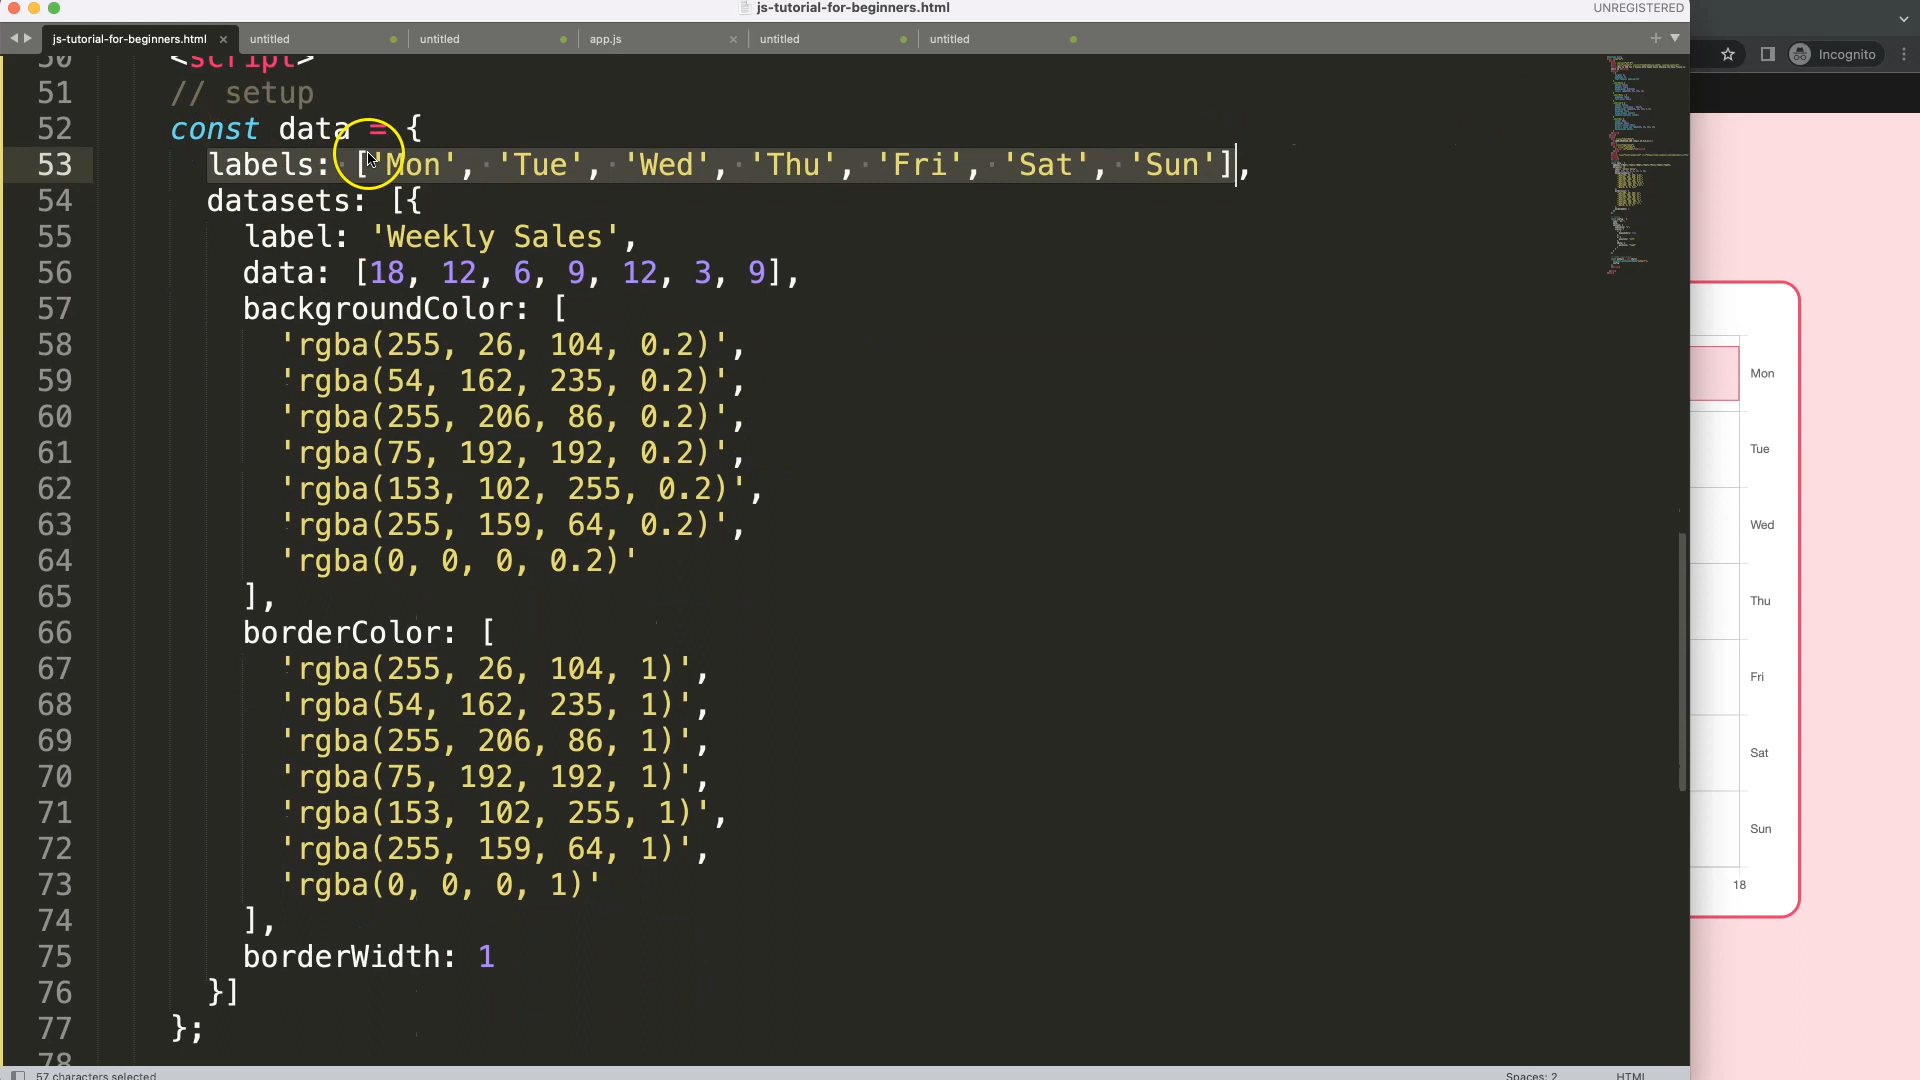 js-tutorial-for-beginners.html
UNREGISTERED
js-tutorial-for-beginners.html × untitled untitled app.js × untitled untitled
Incognito
50 <script>
51 // setup
52 const data = {
53 labels: ['Mon', 'Tue', 'Wed', 'Thu', 'Fri', 'Sat', 'Sun'],
54 datasets: [{
55 label: 'Weekly Sales',
56 data: [18, 12, 6, 9, 12, 3, 9],
57 backgroundColor: [
58 'rgba(255, 26, 104, 0.2)',
59 'rgba(54, 162, 235, 0.2)',
60 'rgba(255, 206, 86, 0.2)',
61 'rgba(75, 192, 192, 0.2)',
62 'rgba(153, 102, 255, 0.2)',
63 'rgba(255, 159, 64, 0.2)',
64 'rgba(0, 0, 0, 0.2)'
65 ],
66 borderColor: [
67 'rgba(255, 26, 104, 1)',
68 'rgba(54, 162, 235, 1)',
69 'rgba(255, 206, 86, 1)',
70 'rgba(75, 192, 192, 1)',
71 'rgba(153, 102, 255, 1)',
72 'rgba(255, 159, 64, 1)',
73 'rgba(0, 0, 0, 1)'
74 ],
75 borderWidth: 1
76 }]
77 };
78
Mon
Tue
Wed
Thu
Fri
Sat
Sun
18
57 characters selected
Spaces: 2
HTML